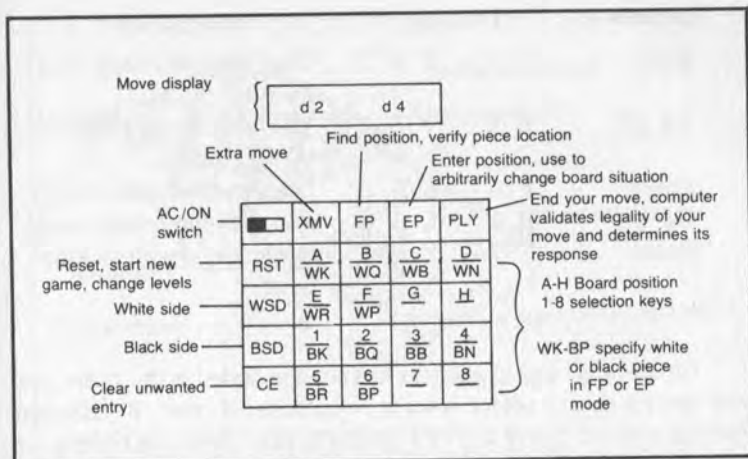 Move display
d 2 d 4
Find position, verify piece location
Extra move
Enter position, use to
arbitrarily change board situation
End your move, computer
validates legality of your
move and determines its
response
AC/ON
switch
XMV FP EP PLY
Reset, start new
game, change levels
RST A B C D
WK WQ WB WN
White side
WSD E F G H
WR WP
Black side
BSD 1 2 3 4
BK BQ BB BN
Clear unwanted
entry
CE 5 6 7 8
BR BP
A-H Board position
1-8 selection keys
WK-BP specify white
or black piece
in FP or EP
mode